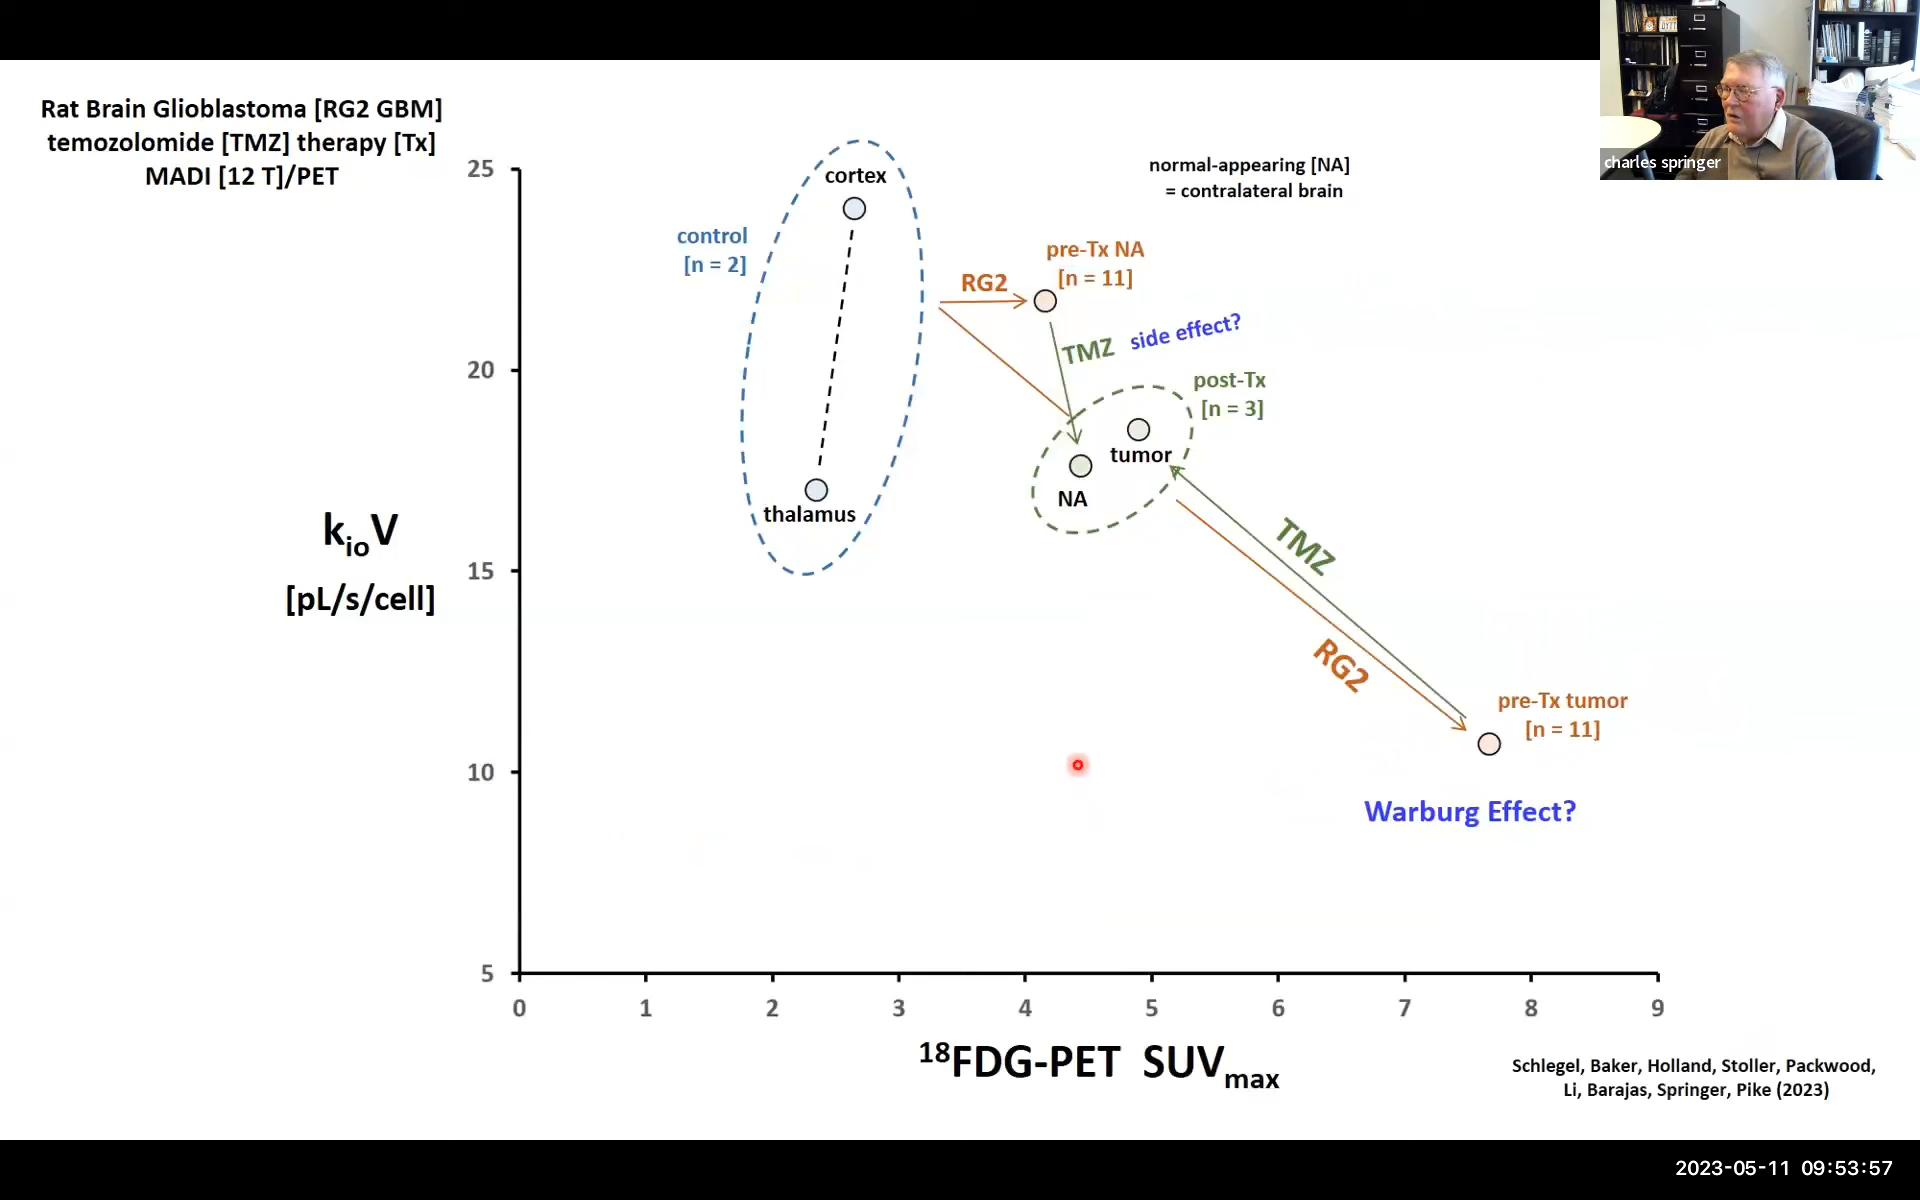 Rat Brain Glioblastoma [RG2 GBM]
temozolomide [TMZ] therapy [Tx]
MADI [12 T]/PET
charles springer
normal-appearing [NA]
= contralateral brain
control
[n = 2]
cortex
thalamus
RG2
pre-Tx NA
[n = 11]
TMZ side effect?
post-Tx
[n = 3]
tumor
NA
TMZ
RG2
pre-Tx tumor
[n = 11]
Warburg Effect?
kioV
[pL/s/cell]
25
20
15
10
5
0 1 2 3 4 5 6 7 8 9
18FDG-PET SUVmax
Schlegel, Baker, Holland, Stoller, Packwood,
Li, Barajas, Springer, Pike (2023)
2023-05-11 09:53:57